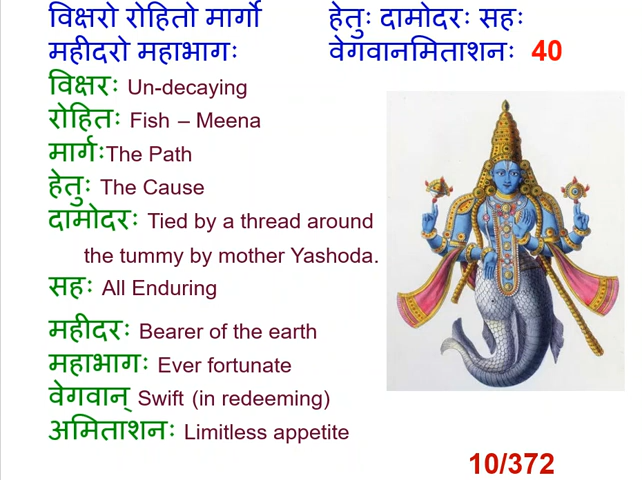 विक्षरो रोहितो मार्गो हेतुः दामोदरः सहः
महीदरो महाभागः वेगवानमिताशनः 40
विक्षरः Un-decaying
रोहितः Fish – Meena
मार्गः The Path
हेतुः The Cause
दामोदरः Tied by a thread around
the tummy by mother Yashoda.
सहः All Enduring
महीदरः Bearer of the earth
महाभागः Ever fortunate
वेगवान् Swift (in redeeming)
अमिताशनः Limitless appetite
10/372